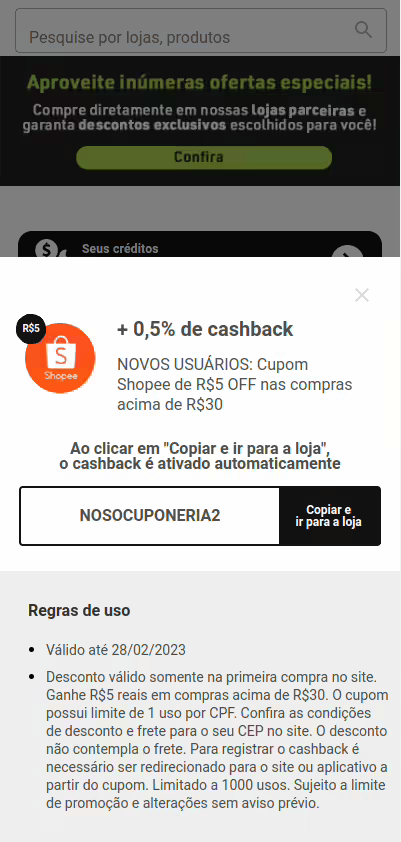 Pesquise por lojas, produtos
Aproveite inúmeras ofertas especiais!
Compre diretamente em nossas lojas parceiras e
garanta descontos exclusivos escolhidos para você!
Confira
Seus créditos
R$5
Shopee
+ 0,5% de cashback
NOVOS USUÁRIOS: Cupom
Shopee de R$5 OFF nas compras
acima de R$30
Ao clicar em "Copiar e ir para a loja",
o cashback é ativado automaticamente
NOSOCUPONERIA2
Copiar e
ir para a loja
Regras de uso
Válido até 28/02/2023
Desconto válido somente na primeira compra no site.
Ganhe R$5 reais em compras acima de R$30. O cupom
possui limite de 1 uso por CPF. Confira as condições
de desconto e frete para o seu CEP no site. O desconto
não contempla o frete. Para registrar o cashback é
necessário ser redirecionado para o site ou aplicativo a
partir do cupom. Limitado a 1000 usos. Sujeito a limite
de promoção e alterações sem aviso prévio.